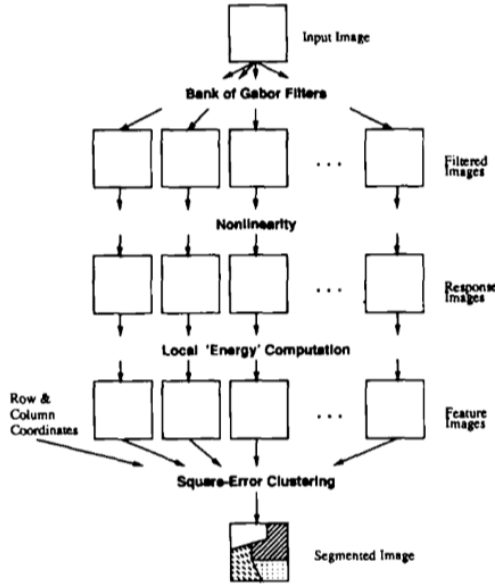 Input Image
Bank of Gabor Filters
. . .
Filtered
Images
Nonlinearity
. . .
Response
Images
Local 'Energy' Computation
Row &
Column
Coordinates
. . .
Feature
Images
Square-Error Clustering
Segmented Image